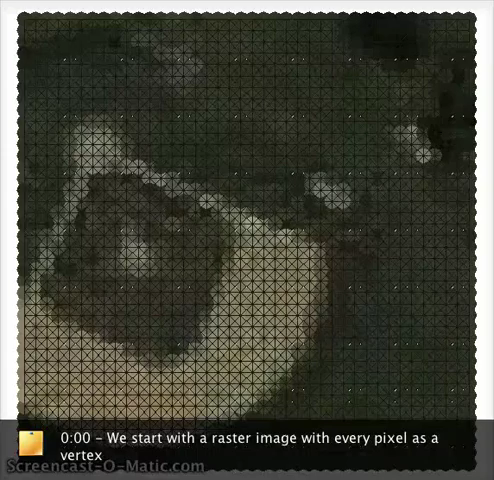 0:00 – We start with a raster image with every pixel as a
vertex
Screencast-O-Matic.com